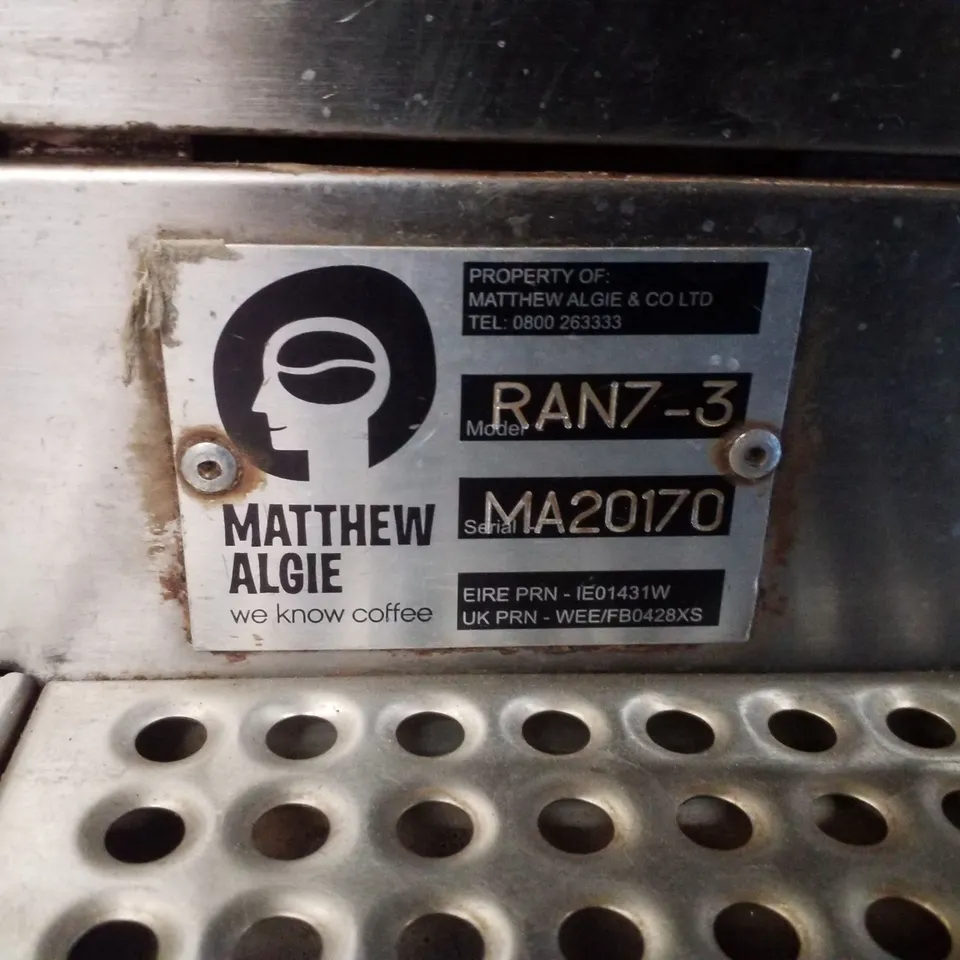 PROPERTY OF:
MATTHEW ALGIE & CO LTD
TEL: 0800 263333
Model RAN7-3
Serial MA20170
MATTHEW
ALGIE
we know coffee
EIRE PRN - IE01431W
UK PRN - WEE/FB0428XS